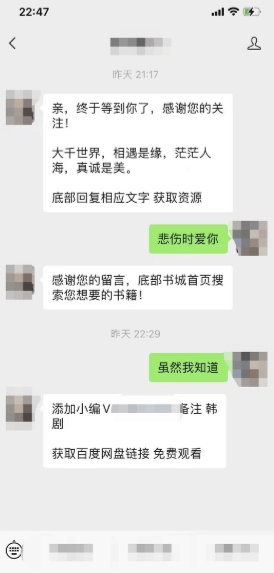 22:47
昨天 21:17
亲，终于等到你了，感谢您的关
注！
大千世界，相遇是缘，茫茫人
海，真诚是美。
底部回复相应文字 获取资源
悲伤时爱你
感谢您的留言，底部书城首页搜
索您想要的书籍！
昨天 22:29
虽然我知道
添加小编V 备注 韩
剧
获取百度网盘链接 免费观看